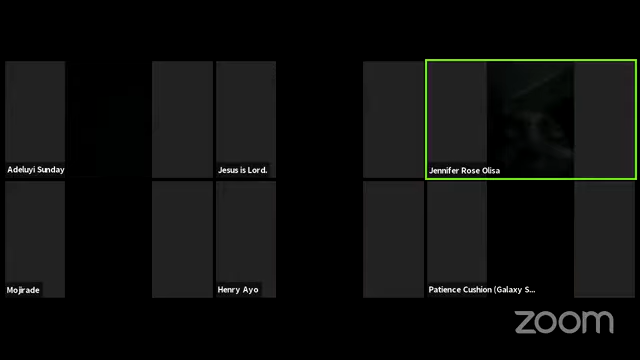 Adeluyi Sunday
Jesus is Lord.
Jennifer Rose Olisa
Mojirade
Henry Ayo
Patience Cushion (Galaxy S...
zoom